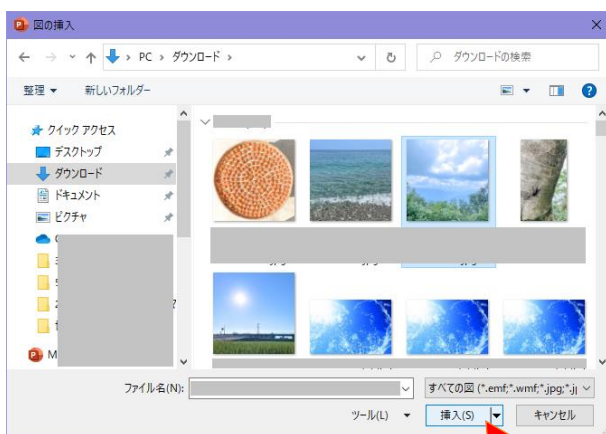 図の挿入
PC › ダウンロード ›
ダウンロードの検索
整理 新しいフォルダー
クイック アクセス
デスクトップ
ダウンロード
ドキュメント
ピクチャ
M
ファイル名(N):
すべての図 (*.emf;*.wmf;*.jpg;*.j
ツール(L) 挿入(S) キャンセル